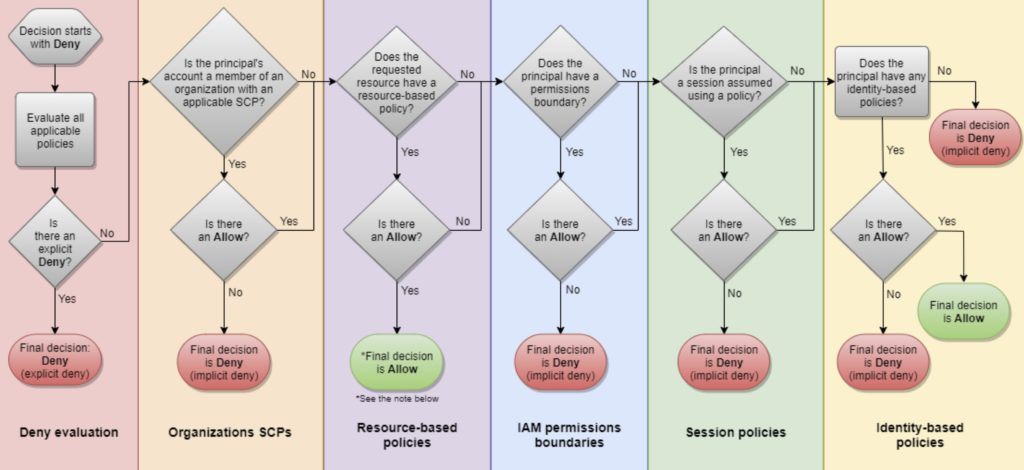 Decision starts
with Deny
Evaluate all
applicable
policies
Is
there an
explicit
Deny?
No
Yes
Final decision:
Deny
(explicit deny)
Deny evaluation
Is the principal's
account a member of an
organization with an
applicable SCP?
No
Yes
Is there
an Allow?
Yes
No
Final decision
is Deny
(implicit deny)
Organizations SCPs
Does the
requested
resource have a
resource-based
policy?
No
Yes
Is there
an Allow?
No
Yes
*Final decision
is Allow
*See the note below
Resource-based
policies
Does the
principal have a
permissions
boundary?
No
Yes
Is there
an Allow?
Yes
No
Final decision
is Deny
(implicit deny)
IAM permissions
boundaries
Is the principal
a session assumed
using a policy?
No
Yes
Is there
an Allow?
Yes
No
Final decision
is Deny
(implicit deny)
Session policies
Does the
principal have any
identity-based
policies?
No
Final decision
is Deny
(implicit deny)
Yes
Is there
an Allow?
Yes
Final decision
is Allow
No
Final decision
is Deny
(implicit deny)
Identity-based
policies